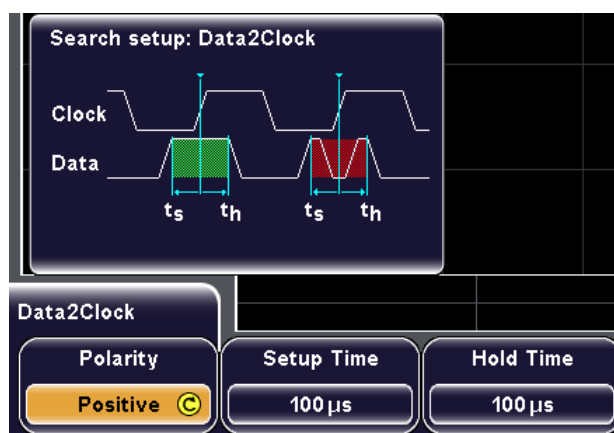 Search setup: Data2Clock
Clock
Data
ts th ts th
Data2Clock
Polarity Setup Time Hold Time
Positive 100 µs 100 µs